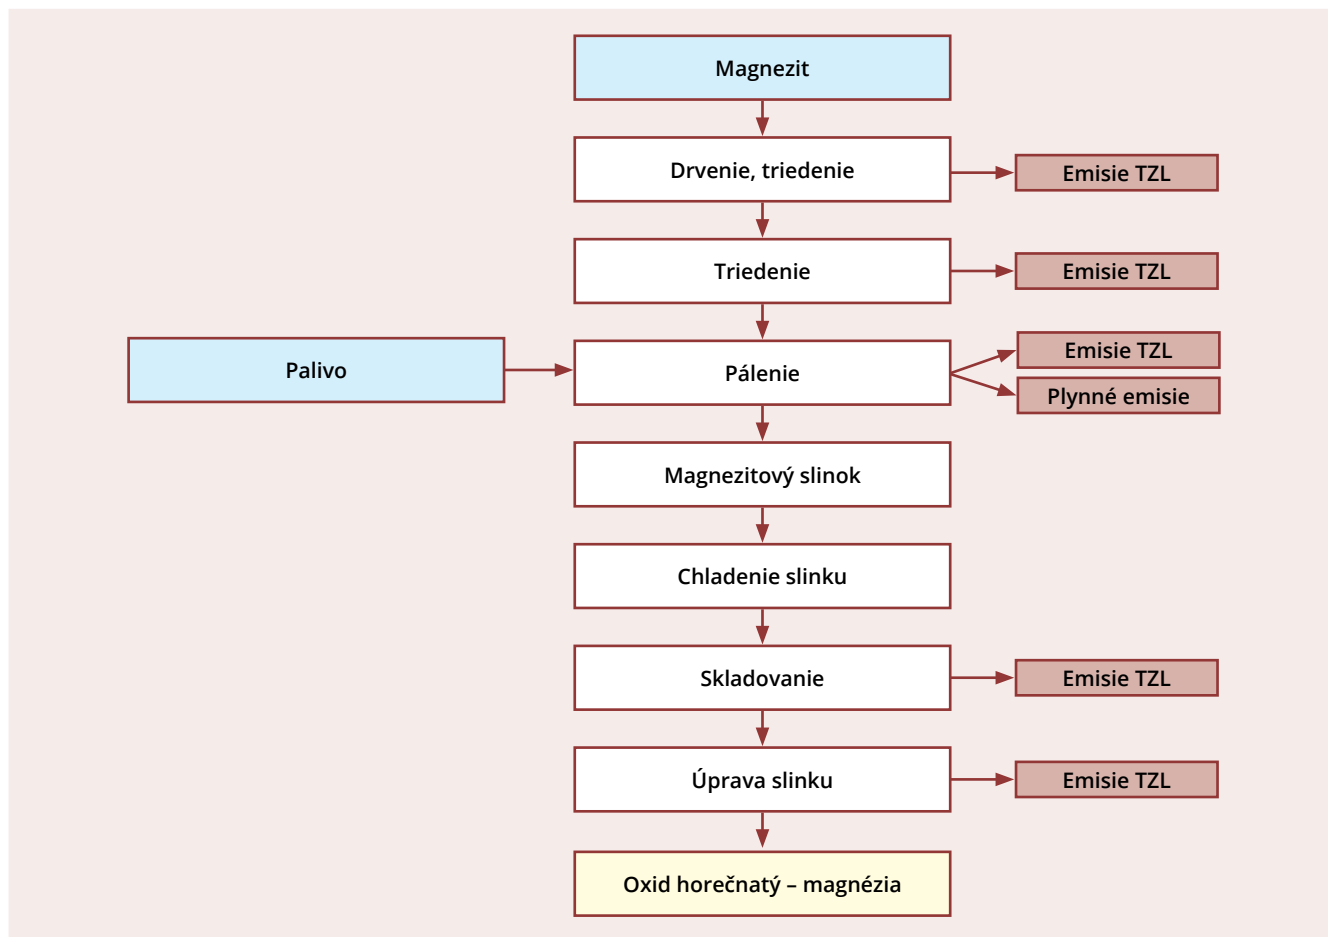 Magnezit
Drvenie, triedenie
Emisie TZL
Triedenie
Emisie TZL
Palivo
Pálenie
Emisie TZL
Plynné emisie
Magnezitový slinok
Chladenie slinku
Skladovanie
Emisie TZL
Úprava slinku
Emisie TZL
Oxid horečnatý – magnézia